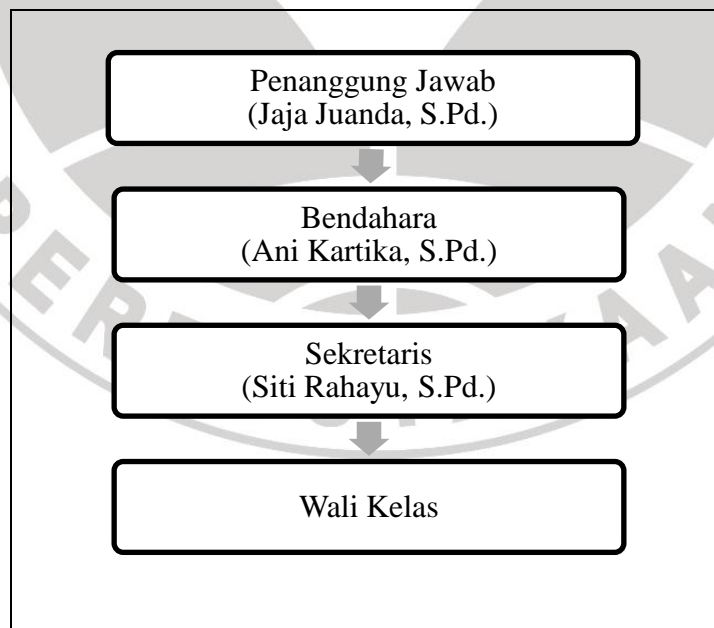 Penanggung Jawab
(Jaja Juanda, S.Pd.)
Bendahara
(Ani Kartika, S.Pd.)
Sekretaris
(Siti Rahayu, S.Pd.)
Wali Kelas